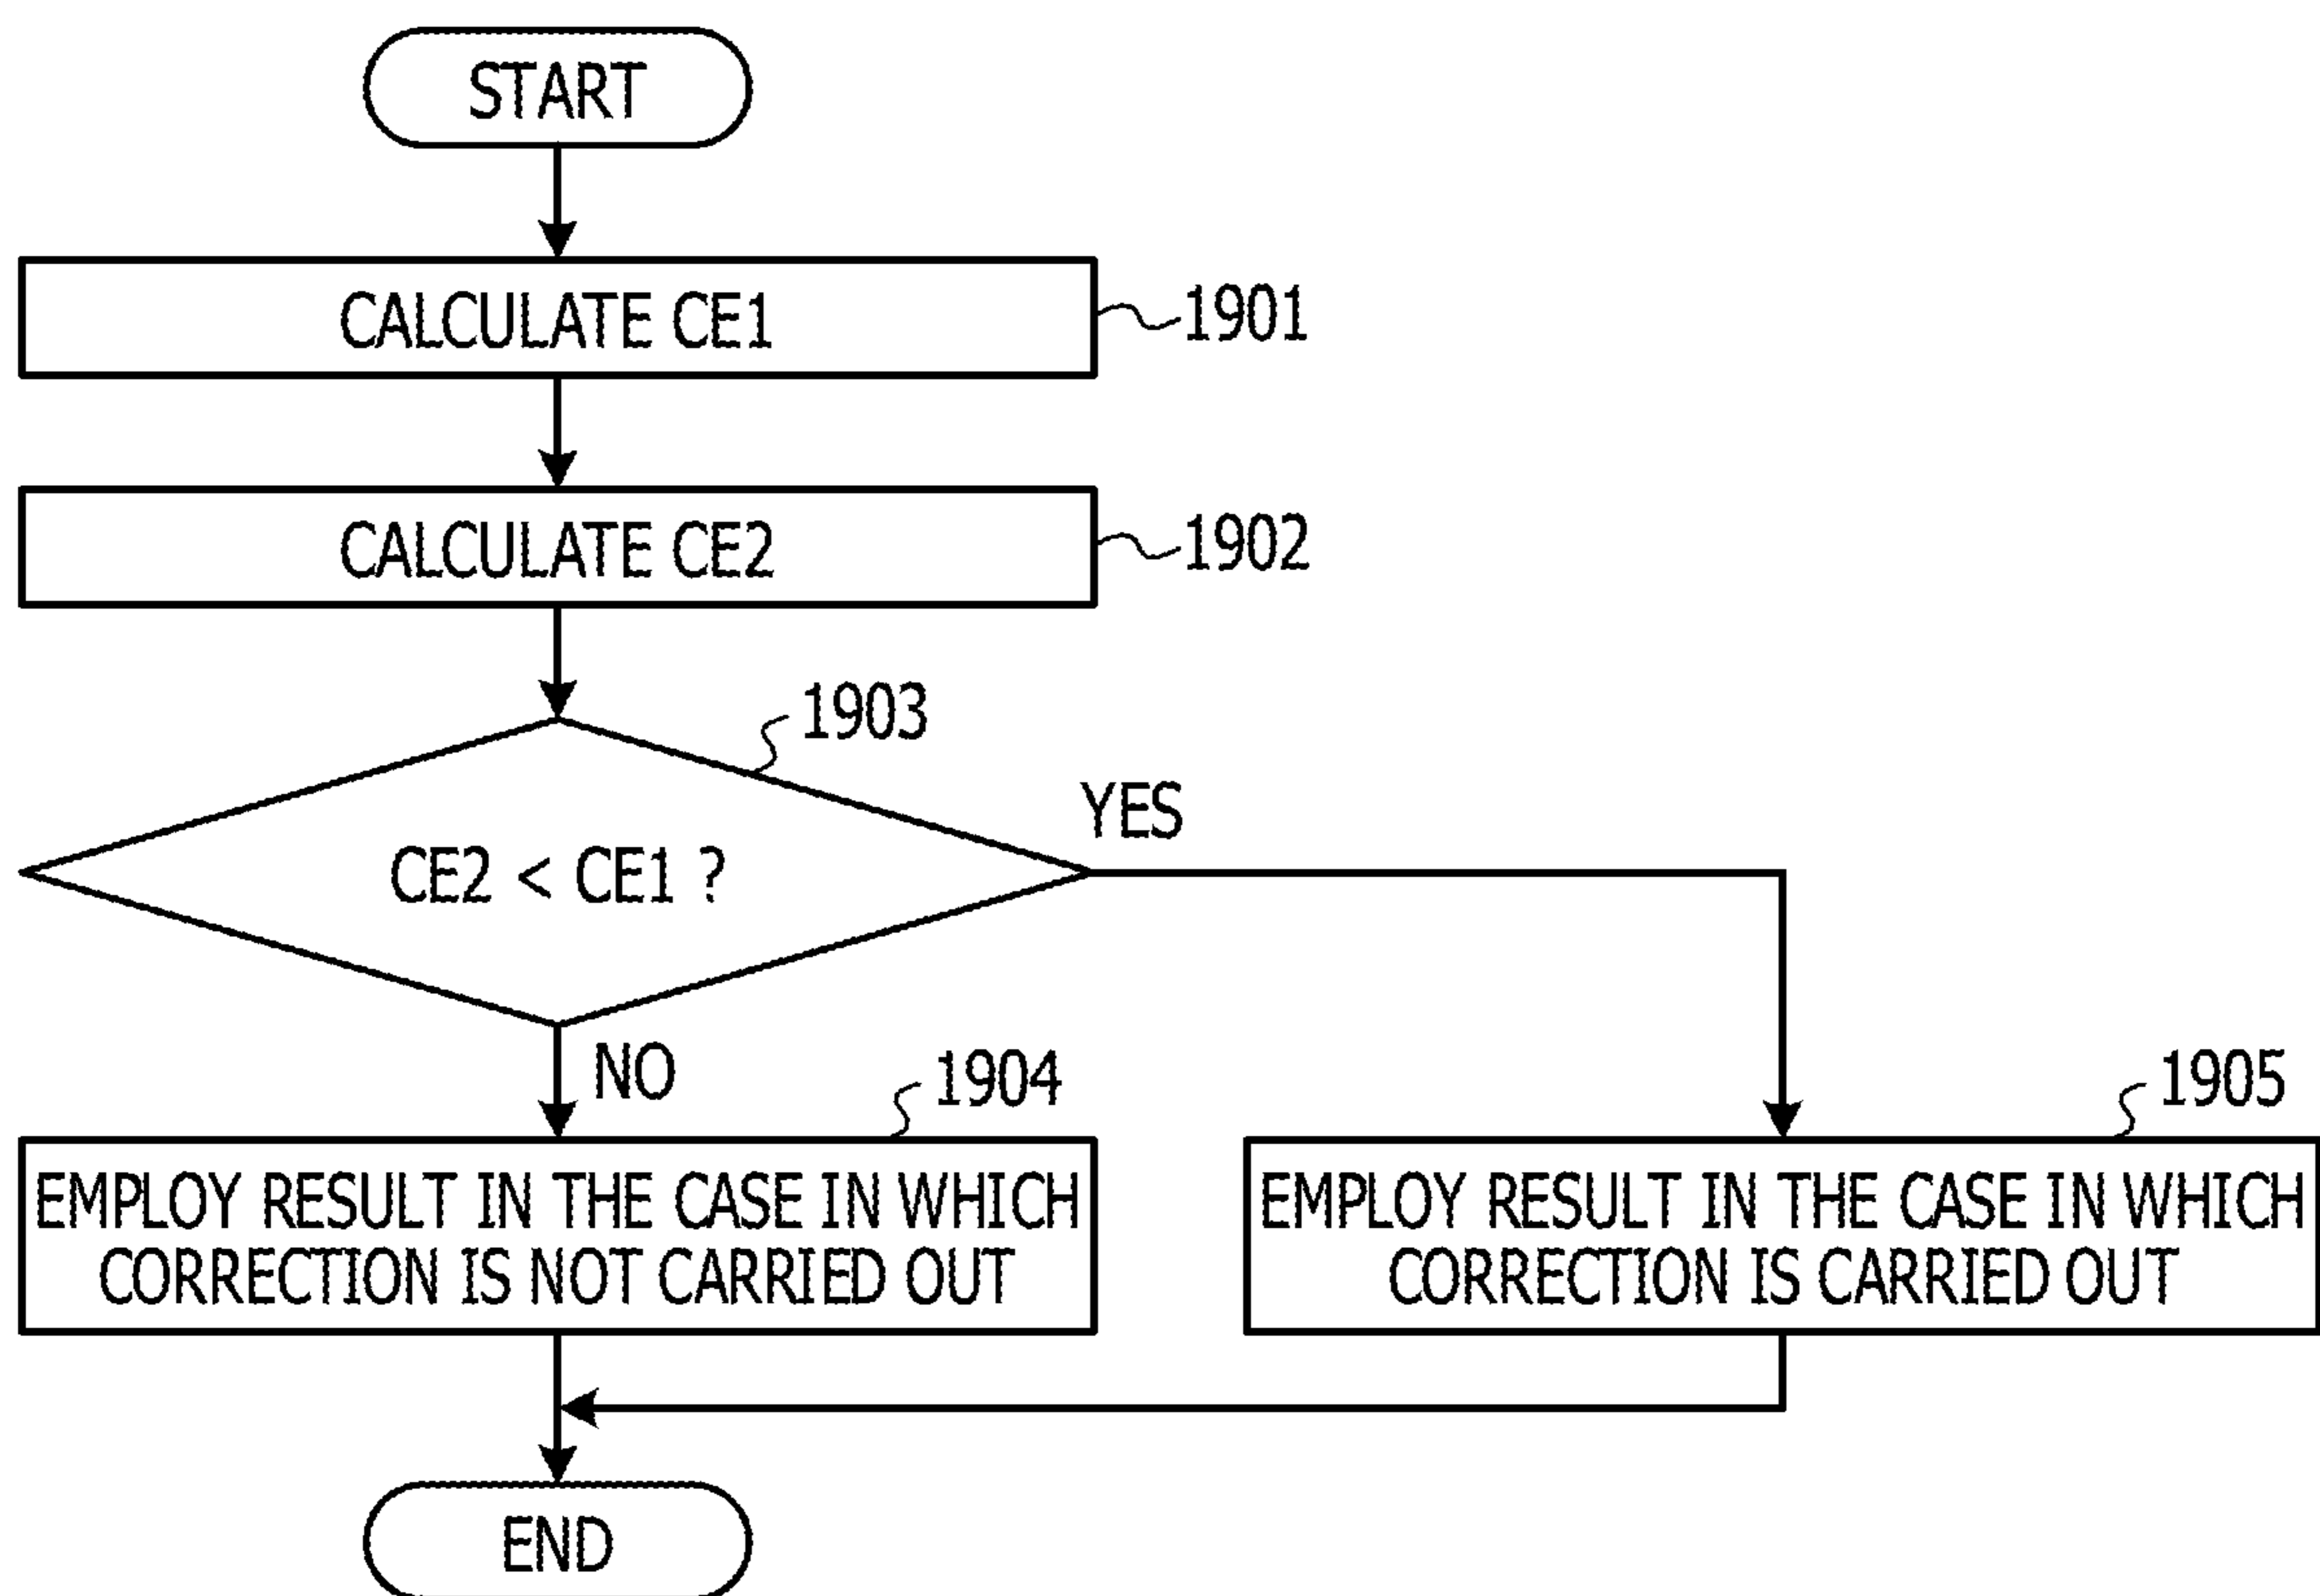 START
CALCULATE CE1
1901
CALCULATE CE2
1902
1903
CE2 < CE1 ?
YES
NO
1904
EMPLOY RESULT IN THE CASE IN WHICH
CORRECTION IS NOT CARRIED OUT
1905
EMPLOY RESULT IN THE CASE IN WHICH
CORRECTION IS CARRIED OUT
END